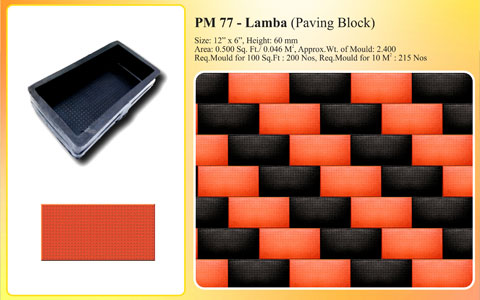 PM 77 - Lamba (Paving Block)
Size: 12” x 6”, Height: 60 mm
Area: 0.500 Sq. Ft./ 0.046 M², Approx.Wt. of Mould: 2.400
Req.Mould for 100 Sq.Ft : 200 Nos, Req.Mould for 10 M² : 215 Nos